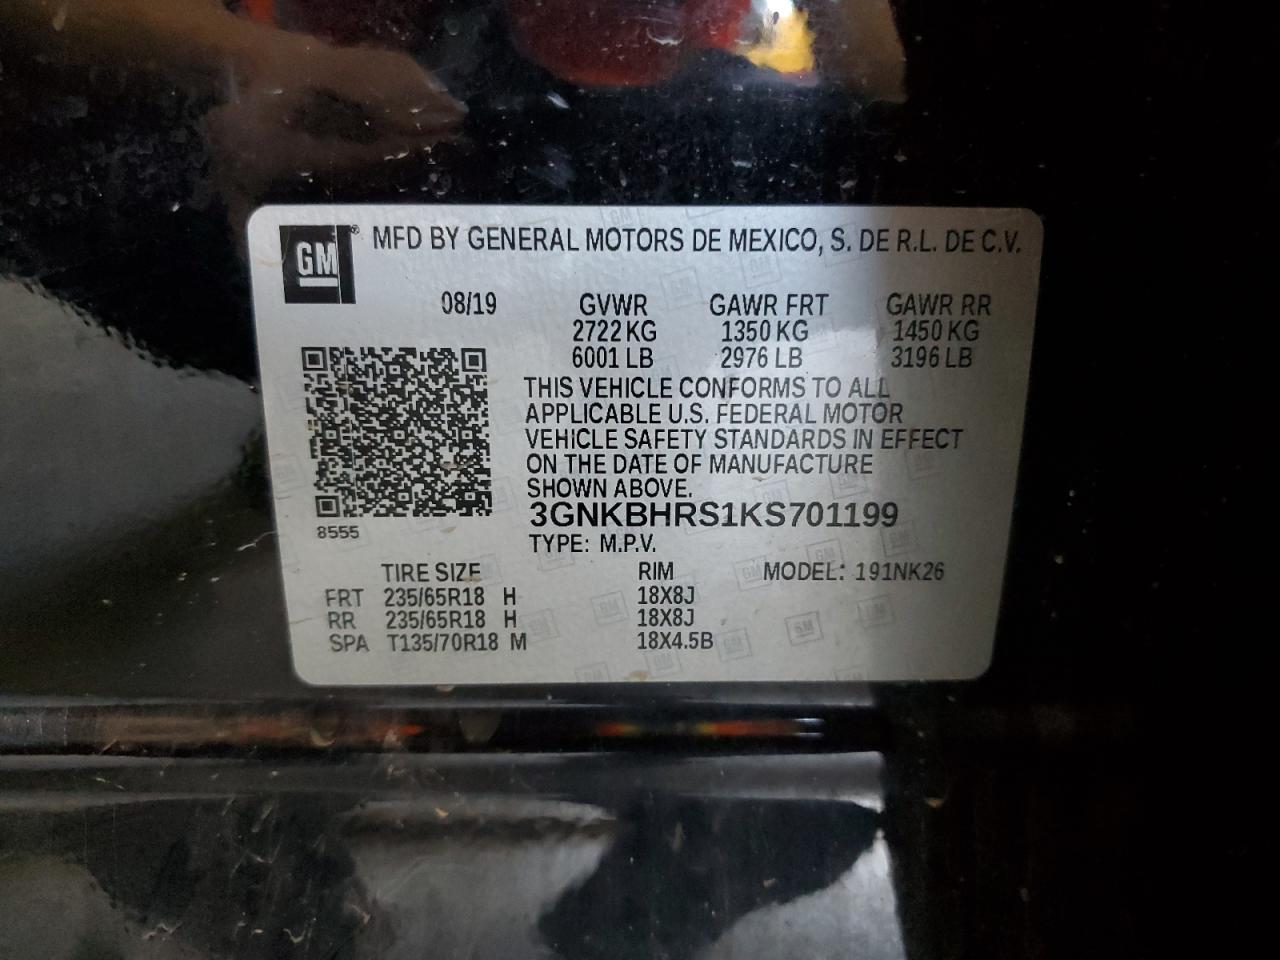 GM® MFD BY GENERAL MOTORS DE MEXICO, S. DE R.L. DE C.V.
08/19 GVWR GAWR FRT GAWR RR
2722 KG 1350 KG 1450 KG
6001 LB 2976 LB 3196 LB
THIS VEHICLE CONFORMS TO ALL
APPLICABLE U.S. FEDERAL MOTOR
VEHICLE SAFETY STANDARDS IN EFFECT
ON THE DATE OF MANUFACTURE
SHOWN ABOVE.
3GNKBHRS1KS701199
8555
TYPE: M.P.V.
TIRE SIZE RIM MODEL: 191NK26
FRT 235/65R18 H 18X8J
RR 235/65R18 H 18X8J
SPA T135/70R18 M 18X4.5B